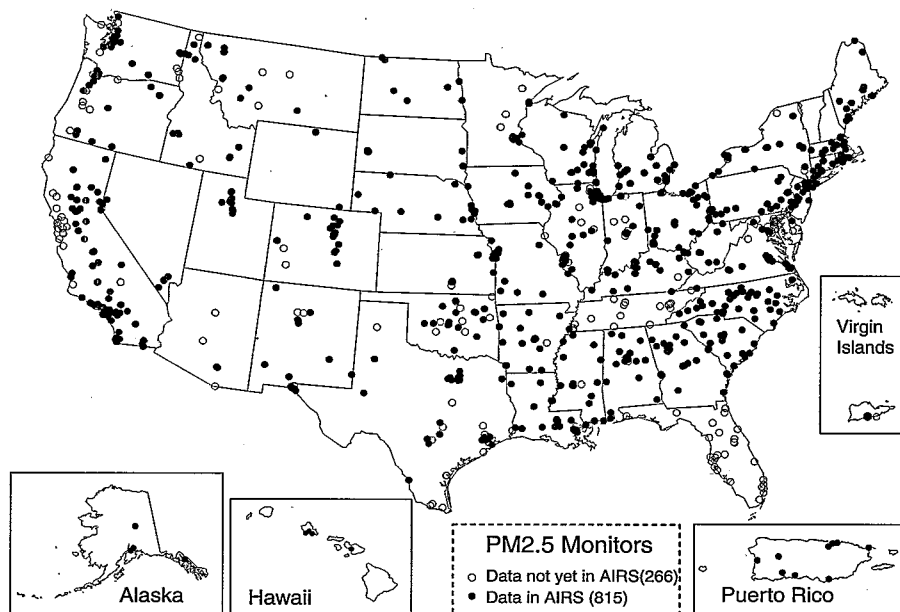 Virgin
Islands
Alaska
Hawaii
PM2.5 Monitors
Data not yet in AIRS(266)
Data in AIRS (815)
Puerto Rico